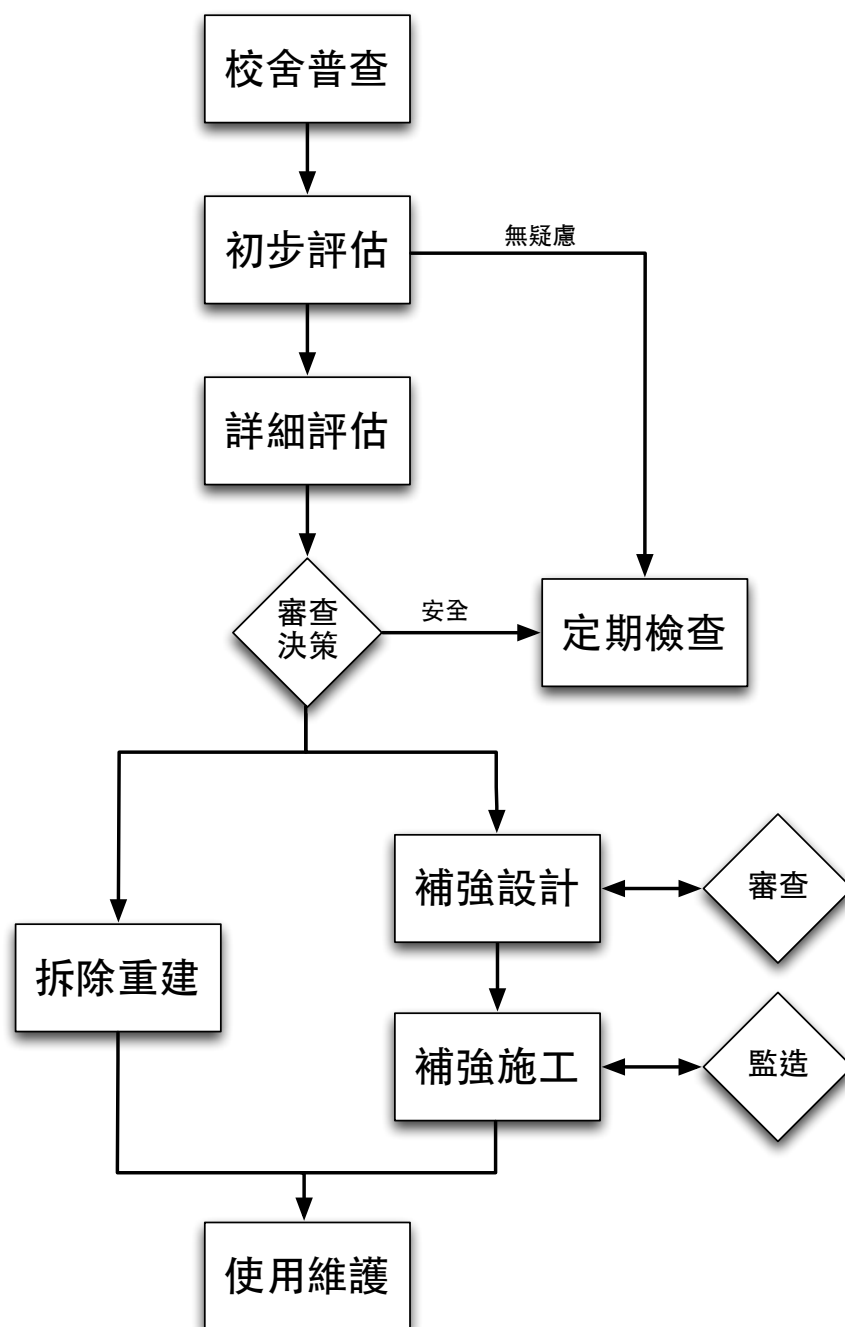 校舍普查
初步評估
無疑慮
詳細評估
審查
決策
安全
定期檢查
補強設計
審查
拆除重建
補強施工
監造
使用維護